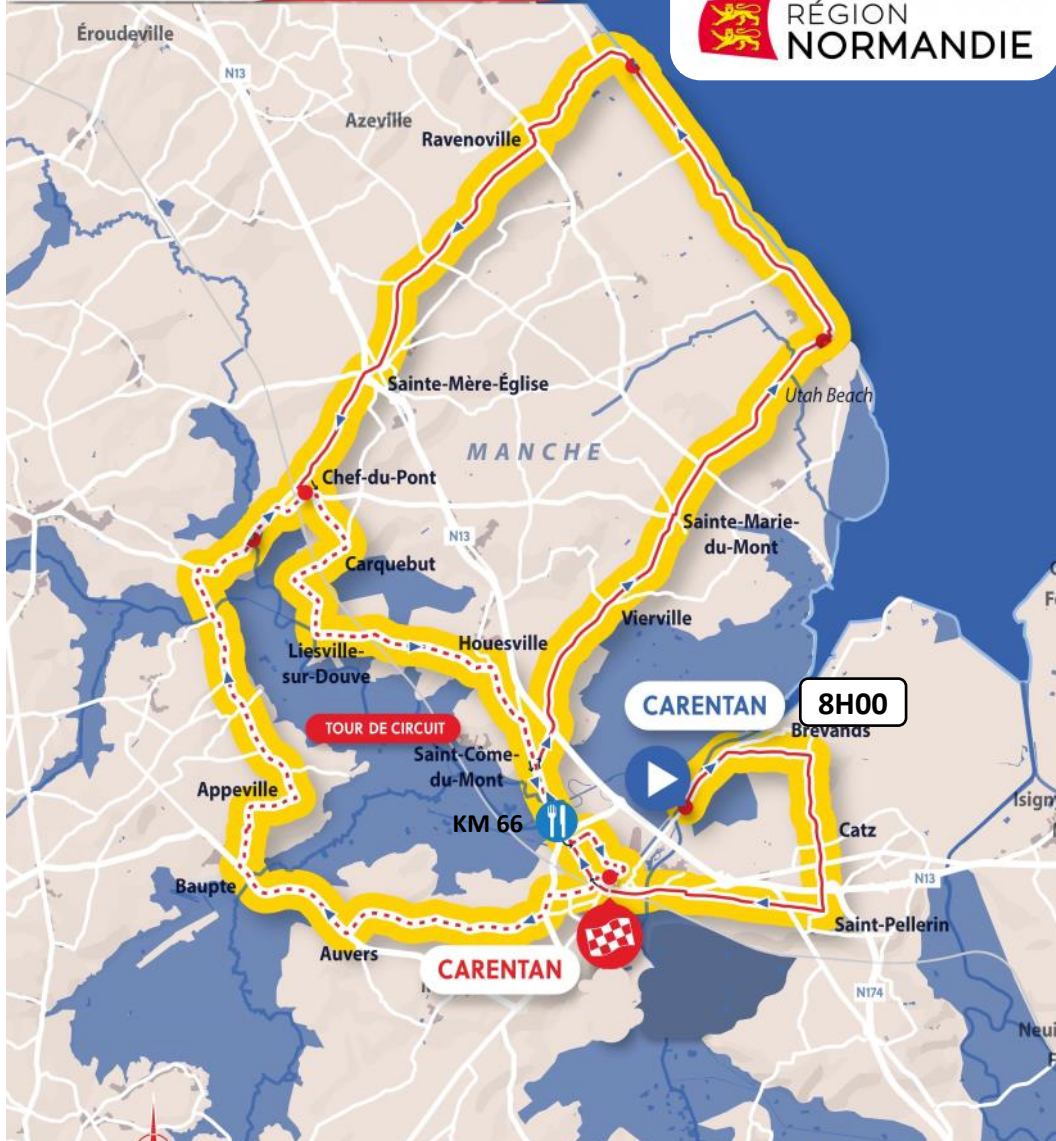 RÉGION
NORMANDIE
Éroudeville
N13
Azeville
Ravenoville
Sainte-Mère-Église
Utah Beach
MANCHE
Chef-du-Pont
Sainte-Marie-
du-Mont
N13
Carquebut
Vierville
Houesville
Liesville-
sur-Douve
CARENTAN
8H00
Brévands
TOUR DE CIRCUIT
Saint-Côme-
du-Mont
Appeville
KM 66
Catz
Baupte
N13
Saint-Pellerin
Auvers
CARENTAN
N174